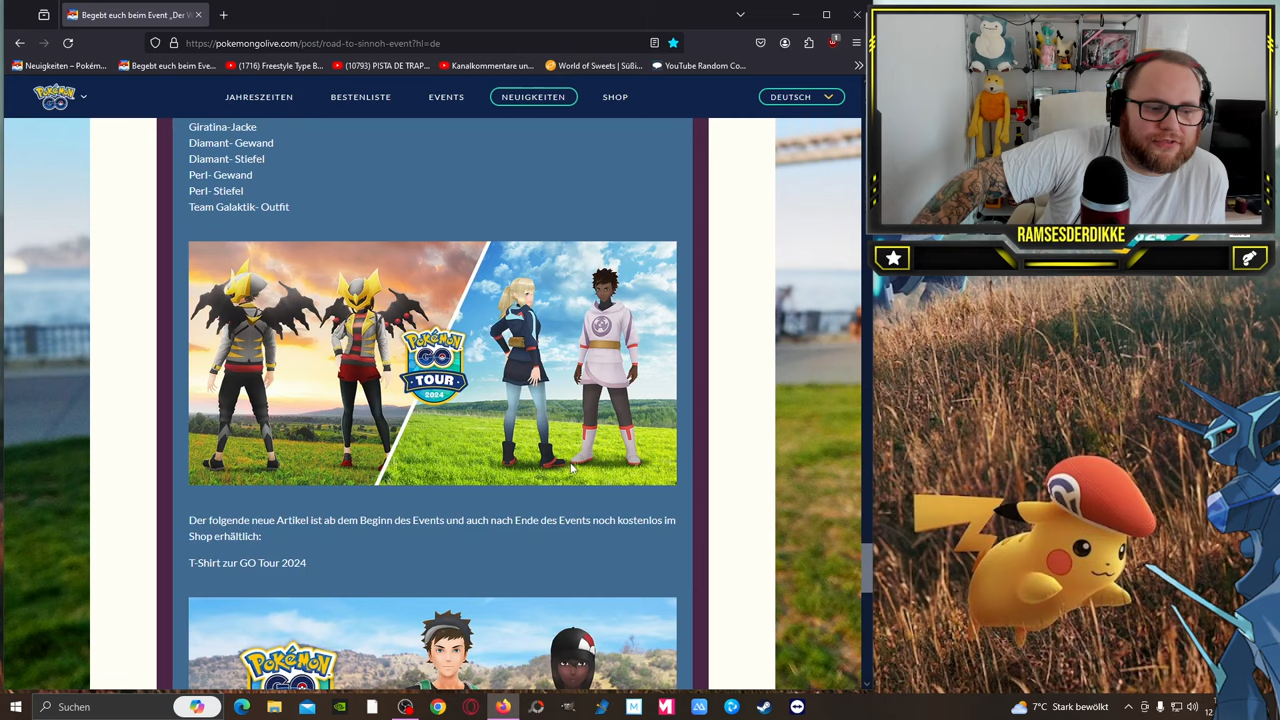 Begebt euch beim Event „Der W
https://pokemongolive.com/post/road-to-sinnoh-event?hl=de
1
Neuigkeiten – Pokém...
Begebt euch beim Eve...
(1716) Freestyle Type B...
(10793) PISTA DE TRAP...
Kanalkommentare un...
World of Sweets | Süßi...
YouTube Random Co...
Pokémon GO
JAHRESZEITEN
BESTENLISTE
EVENTS
NEUIGKEITEN
SHOP
DEUTSCH
Giratina-Jacke
Diamant- Gewand
Diamant- Stiefel
Perl- Gewand
Perl- Stiefel
Team Galaktik- Outfit
Pokémon
GO
TOUR
2024
Der folgende neue Artikel ist ab dem Beginn des Events und auch nach Ende des Events noch kostenlos im
Shop erhältlich:
T-Shirt zur GO Tour 2024
Pokémon
GO
RAMSESDERDIKKE
Suchen
7°C Stark bewölkt